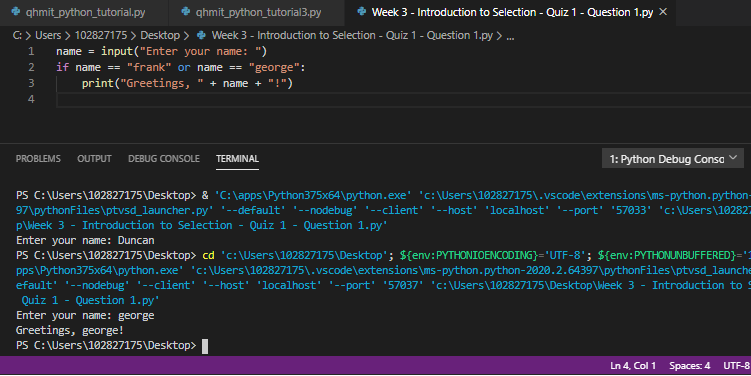 qhmit_python_tutorial.py
qhmit_python_tutorial3.py
Week 3 - Introduction to Selection - Quiz 1 - Question 1.py ×
C: > Users > 102827175 > Desktop > Week 3 - Introduction to Selection - Quiz 1 - Question 1.py > ...
1 name = input("Enter your name: ")
2 if name == "frank" or name == "george":
3 print("Greetings, " + name + "!")
4
PROBLEMS OUTPUT DEBUG CONSOLE TERMINAL
1: Python Debug Conso
PS C:\Users\102827175\Desktop> & 'C:\apps\Python375x64\python.exe' 'c:\Users\102827175\.vscode\extensions\ms-python.python-
97\pythonFiles\ptvsd_launcher.py' '--default' '--nodebug' '--client' '--host' 'localhost' '--port' '57033' 'c:\Users\10282
p\Week 3 - Introduction to Selection - Quiz 1 - Question 1.py'
Enter your name: Duncan
PS C:\Users\102827175\Desktop> cd 'c:\Users\102827175\Desktop'; ${env:PYTHONIOENCODING}='UTF-8'; ${env:PYTHONUNBUFFERED}='1
pps\Python375x64\python.exe' 'c:\Users\102827175\.vscode\extensions\ms-python.python-2020.2.64397\pythonFiles\ptvsd_launche
efault' '--nodebug' '--client' '--host' 'localhost' '--port' '57037' 'c:\Users\102827175\Desktop\Week 3 - Introduction to S
Quiz 1 - Question 1.py'
Enter your name: george
Greetings, george!
PS C:\Users\102827175\Desktop>
Ln 4, Col 1 Spaces: 4 UTF-8